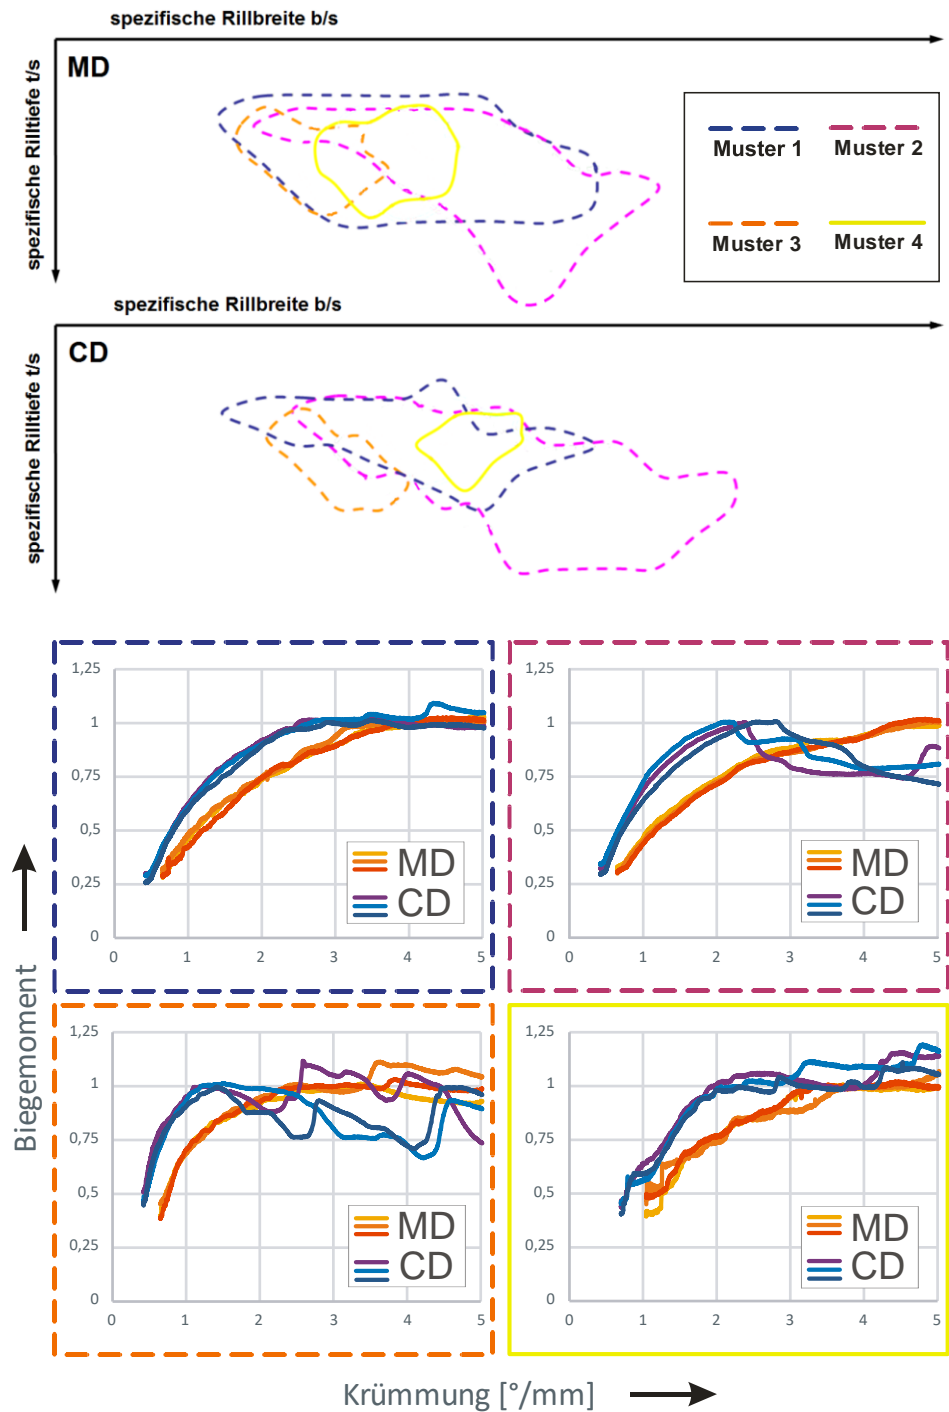 spezifische Rillbreite b/s
spezifische Rilltiefe t/s
MD
Muster 1
Muster 2
Muster 3
Muster 4
spezifische Rillbreite b/s
spezifische Rilltiefe t/s
CD
1,25
1
0,75
0,5
0,25
0
0 1 2 3 4 5
MD
CD
1,25
1
0,75
0,5
0,25
0
0 1 2 3 4 5
MD
CD
1,25
1
0,75
0,5
0,25
0
0 1 2 3 4 5
MD
CD
1,25
1
0,75
0,5
0,25
0
0 1 2 3 4 5
MD
CD
Biegemoment
Krümmung [°/mm]